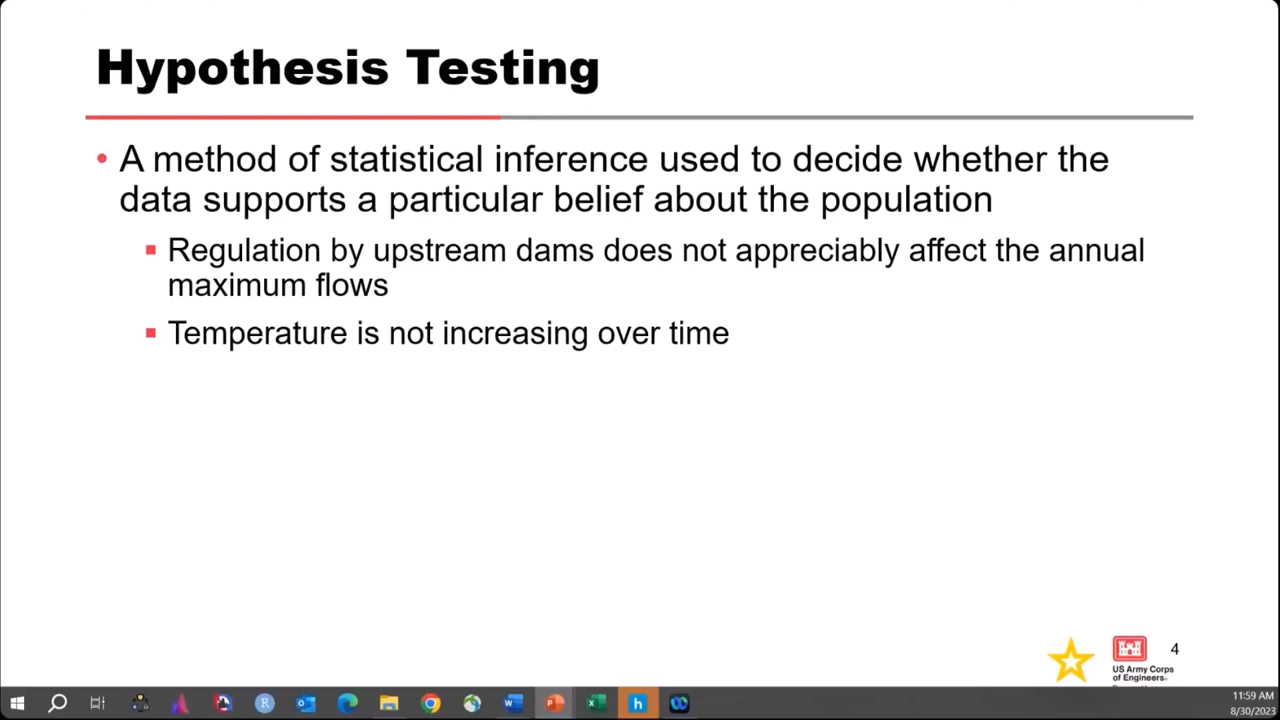 Hypothesis Testing
• A method of statistical inference used to decide whether the
data supports a particular belief about the population
▪ Regulation by upstream dams does not appreciably affect the annual
maximum flows
▪ Temperature is not increasing over time
4
US Army Corps
of Engineers®
11:59 AM
8/30/2023